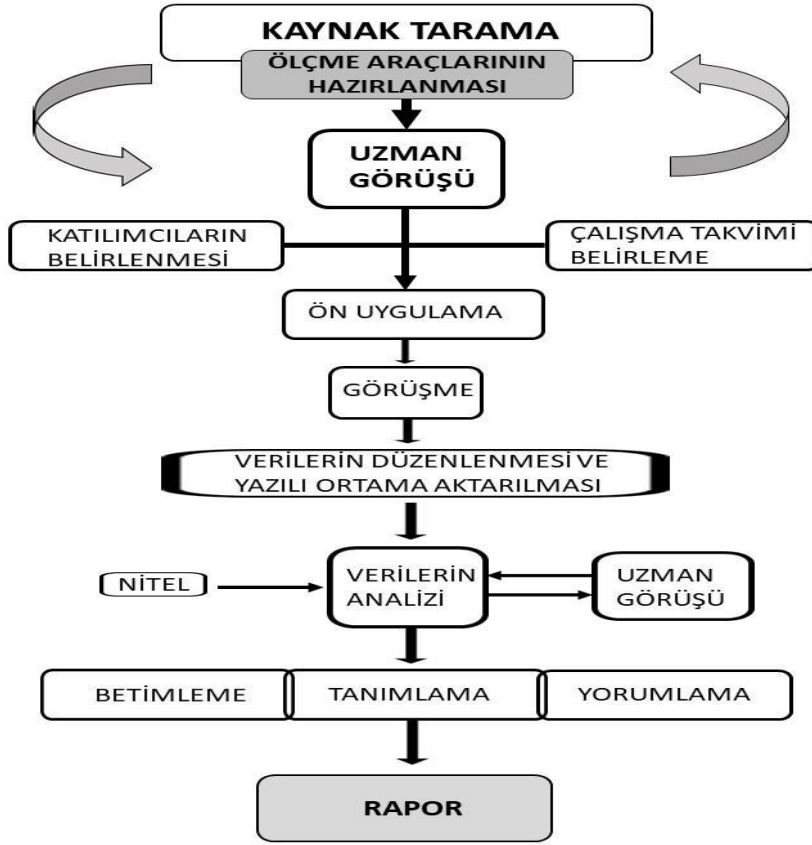 KAYNAK TARAMA
ÖLÇME ARAÇLARININ
HAZIRLANMASI
UZMAN
GÖRÜŞÜ
KATILIMCILARIN
BELİRLENMESİ
ÇALIŞMA TAKVİMİ
BELİRLEME
ÖN UYGULAMA
GÖRÜŞME
VERİLERİN DÜZENLENMESİ VE
YAZILI ORTAMA AKTARILMASI
NİTEL
VERİLERİN
ANALİZİ
UZMAN
GÖRÜŞÜ
BETİMLEME
TANIMLAMA
YORUMLAMA
RAPOR